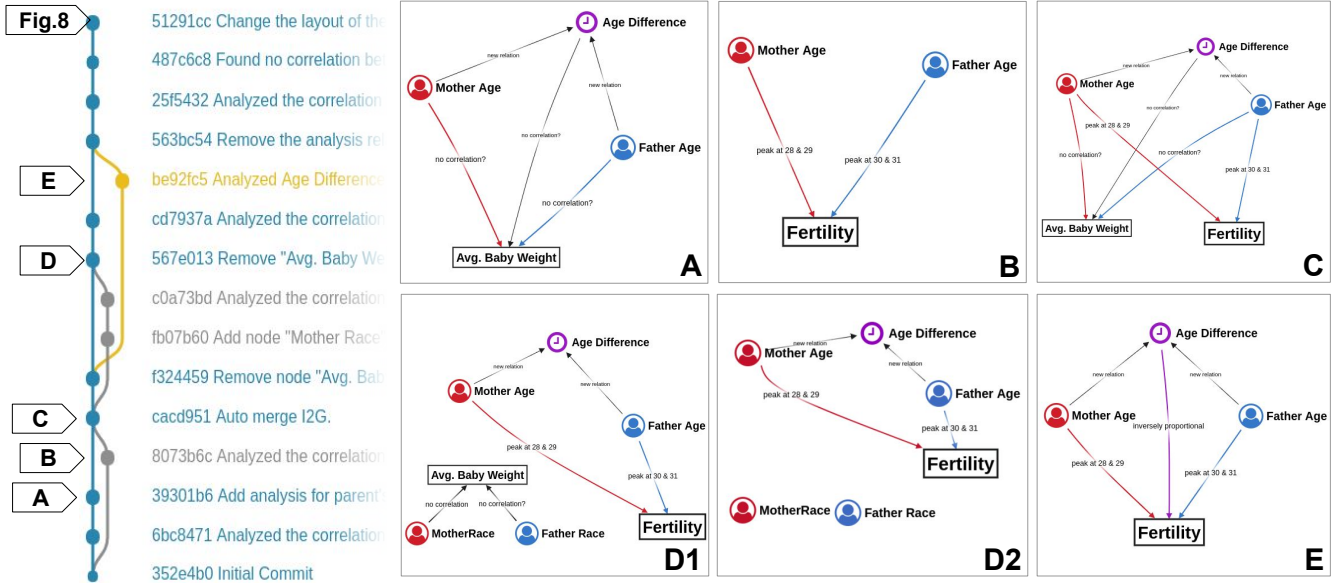 Fig.8
51291cc Change the layout of the
487c6c8 Found no correlation be
25f5432 Analyzed the correlation
563bc54 Remove the analysis re
E
be92fc5 Analyzed Age Difference
cd7937a Analyzed the correlation
D
567e013 Remove "Avg. Baby We
c0a73bd Analyzed the correlation
fb07b60 Add node "Mother Race"
f324459 Remove node "Avg. Bab
C
cacd951 Auto merge I2G.
B
8073b6c Analyzed the correlation
A
39301b6 Add analysis for parent'
6bc8471 Analyzed the correlation
352e4b0 Initial Commit
Age Difference
new relation
Mother Age
new relation
no correlation?
Father Age
no correlation?
no correlation?
Avg. Baby Weight
A
Mother Age
Father Age
peak at 28 & 29
peak at 30 & 31
Fertility
B
Age Difference
new relation
new relation
Mother Age
Father Age
no correlation?
peak at 28 & 29
no correlation?
no correlation?
peak at 30 & 31
Avg. Baby Weight
Fertility
C
Age Difference
new relation
new relation
Mother Age
Father Age
peak at 28 & 29
Avg. Baby Weight
peak at 30 & 31
no correlation
no correlation?
MotherRace
Father Race
Fertility
D1
Age Difference
new relation
Mother Age
new relation
peak at 28 & 29
Father Age
peak at 30 & 31
Fertility
MotherRace
Father Race
D2
Age Difference
new relation
new relation
Mother Age
Father Age
inversely proportional
peak at 28 & 29
peak at 30 & 31
Fertility
E